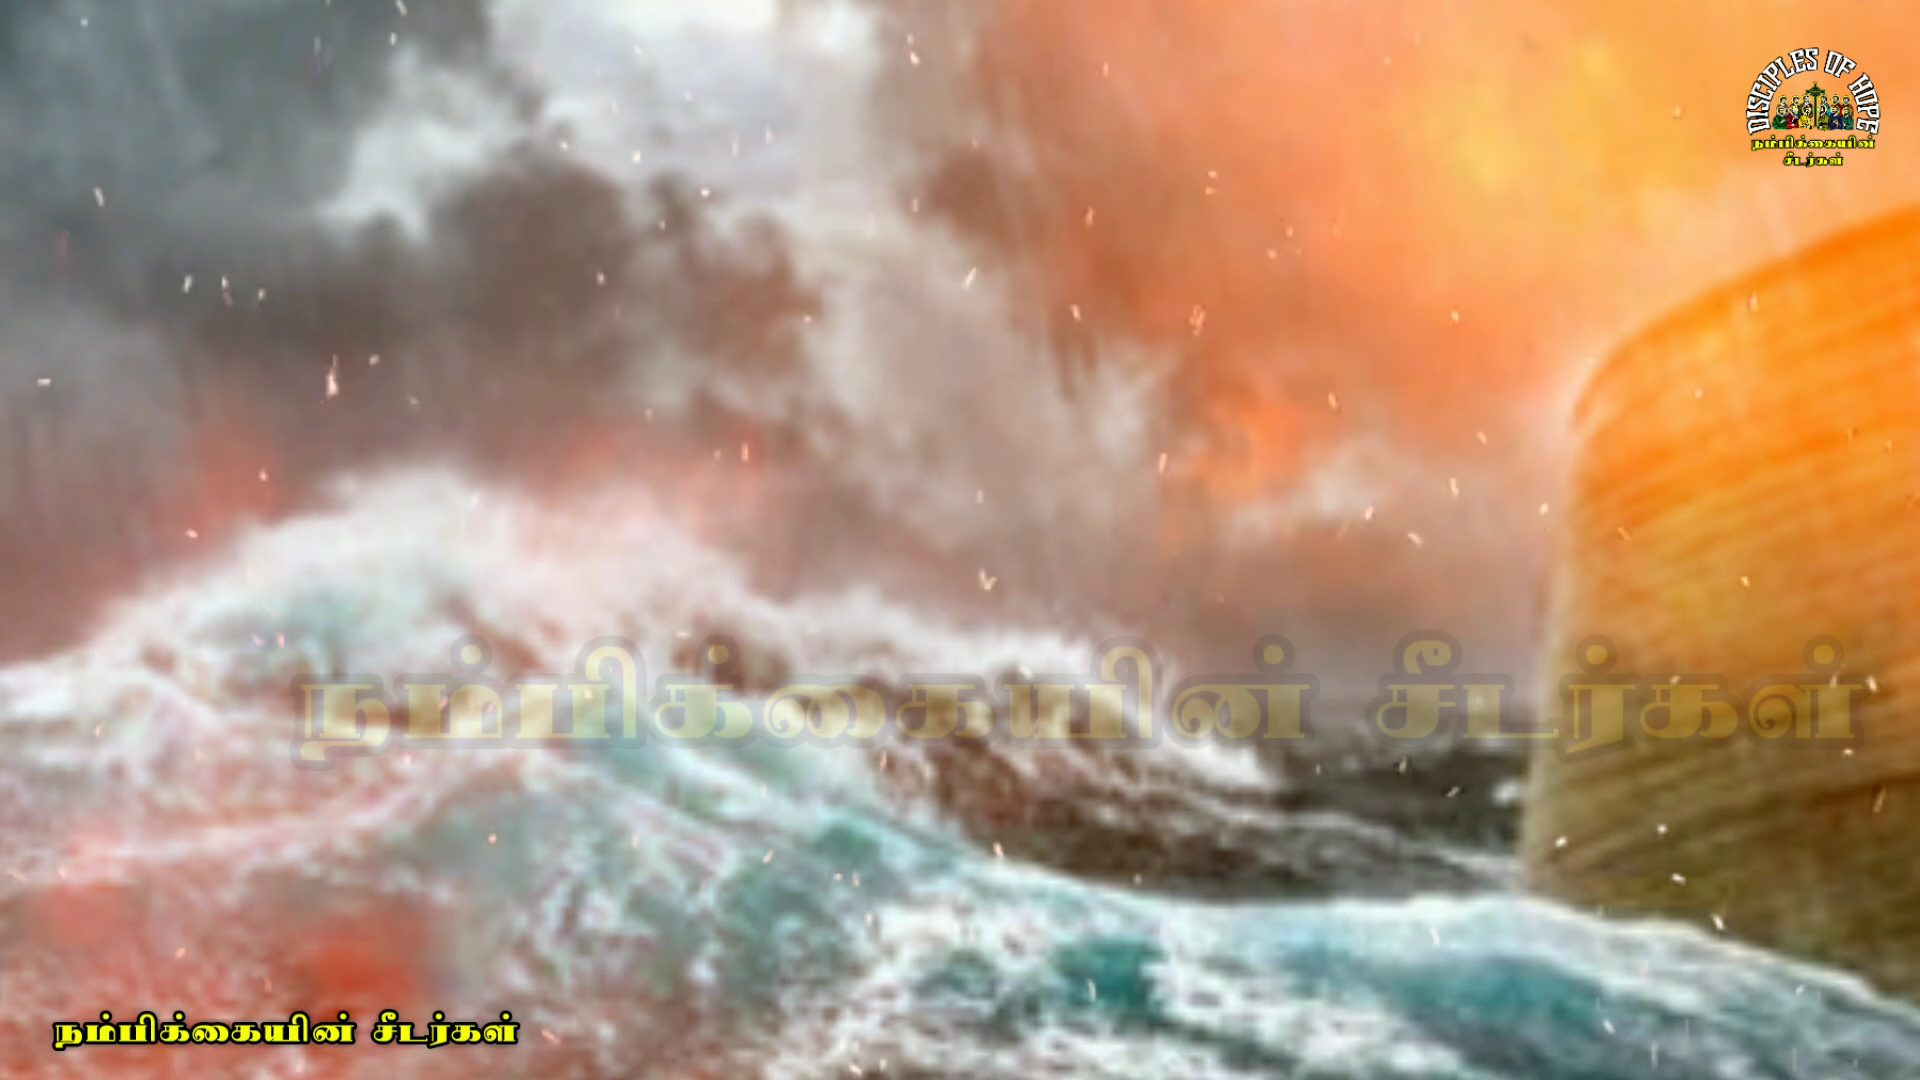 DISCIPLES OF HOPE
நம்பிக்கையின்
சீடர்கள்
நம்பிக்கையின் சீடர்கள்
நம்பிக்கையின் சீடர்கள்